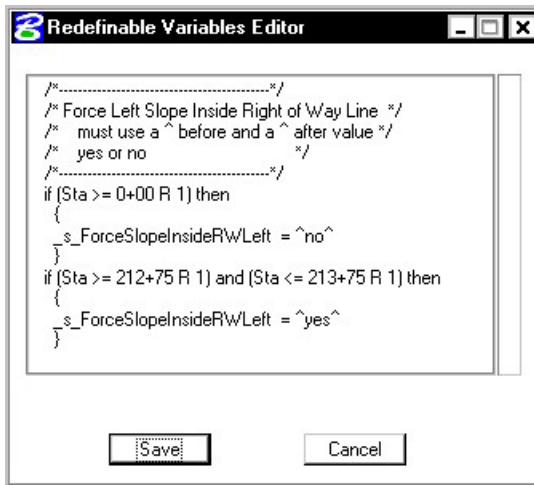 Redefinable Variables Editor
/*------------------------------------------*/
/* Force Left Slope Inside Right of Way Line */
/* must use a ^ before and a ^ after value */
/* yes or no */
/*------------------------------------------*/
if (Sta >= 0+00 R 1) then
{
_s_ForceSlopeInsideRWLeft = ^no^
}
if (Sta >= 212+75 R 1) and (Sta <= 213+75 R 1) then
{
_s_ForceSlopeInsideRWLeft = ^yes^
}
Save Cancel